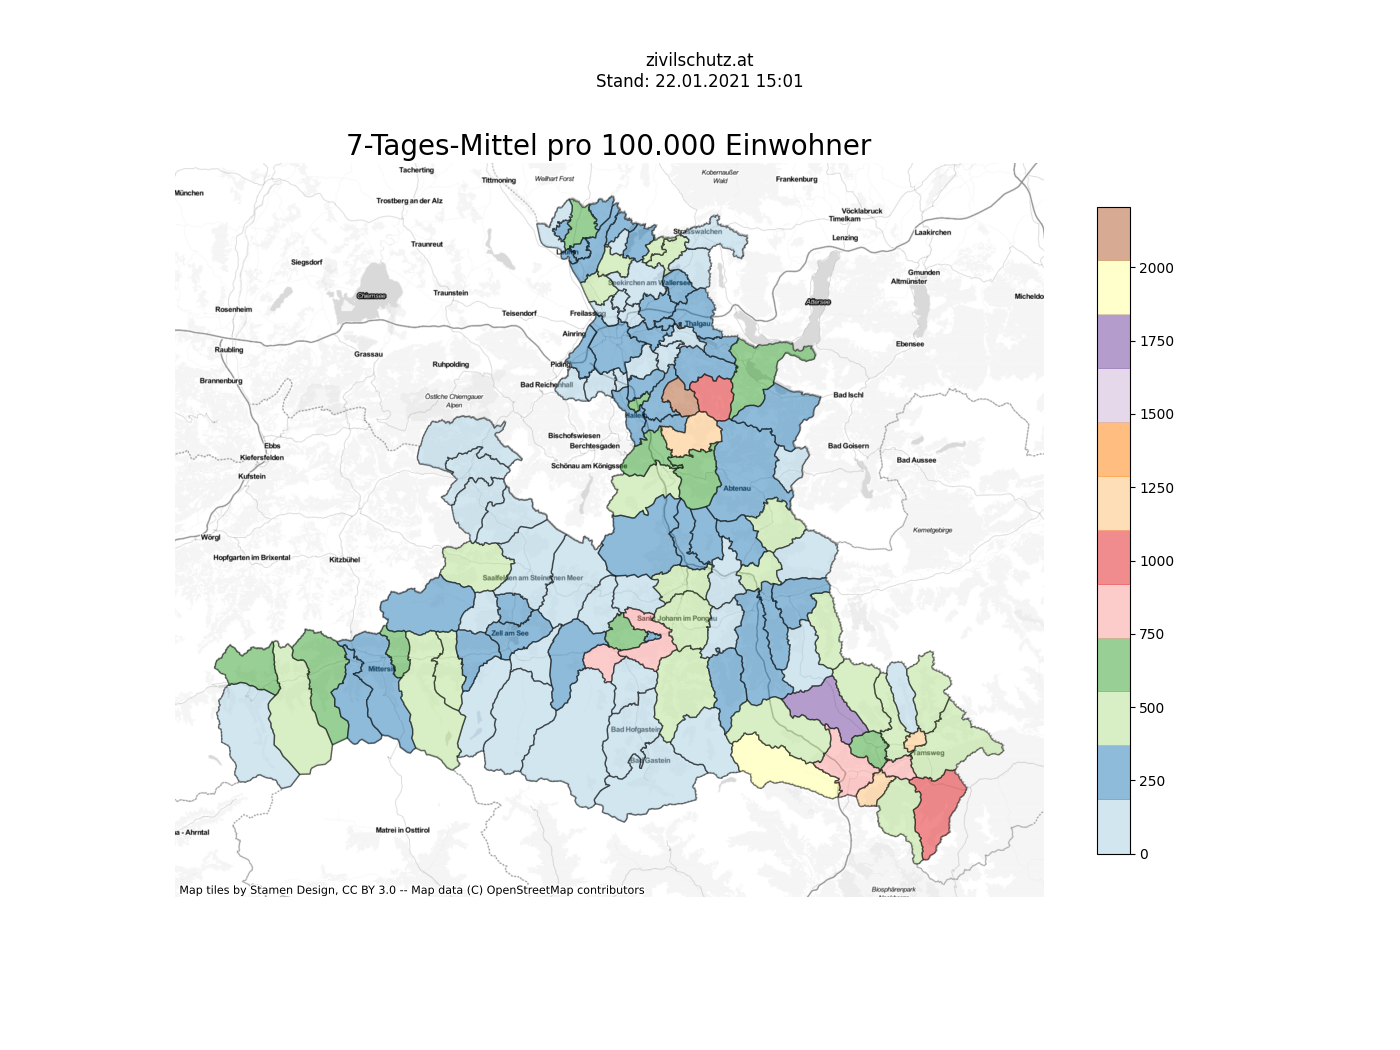 zivilschutz.at
Stand: 22.01.2021 15:01
7-Tages-Mittel pro 100.000 Einwohner
Tacherting
Tittmoning
Weilhart Forst
Kobernaußer
Wald
Frankenburg
München
Trostberg an der Alz
Vöcklabruck
Timelkam
Laakirchen
Strasswalchen
Lenzing
Traunreut
Siegsdorf
Gmunden
Altmünster
Seekirchen am Wallersee
Chiemsee
Traunstein
Attersee
Micheldo
Rosenheim
Teisendorf
Freilassing
Thalgau
Ainring
Ebensee
Raubling
Grassau
Ruhpolding
Piding
Brannenburg
Bad Reichenhall
Östliche Chiemgauer
Alpen
Bad Ischl
Hallein
Bischofswiesen
Berchtesgaden
Bad Goisern
Ebbs
Kiefersfelden
Bad Aussee
Schönau am Königssee
Kufstein
Abtenau
Kemetgebirge
Wörgl
Hopfgarten im Brixental
Kitzbühel
Saalfelden am Steinernen Meer
Sankt Johann im Pongau
Zell am See
Mittersill
Bad Hofgastein
Tamsweg
Bad Gastein
Matrei in Osttirol
a - Ahrntal
Biosphärenpark
Map tiles by Stamen Design, CC BY 3.0 -- Map data (C) OpenStreetMap contributors
2000
1750
1500
1250
1000
750
500
250
0